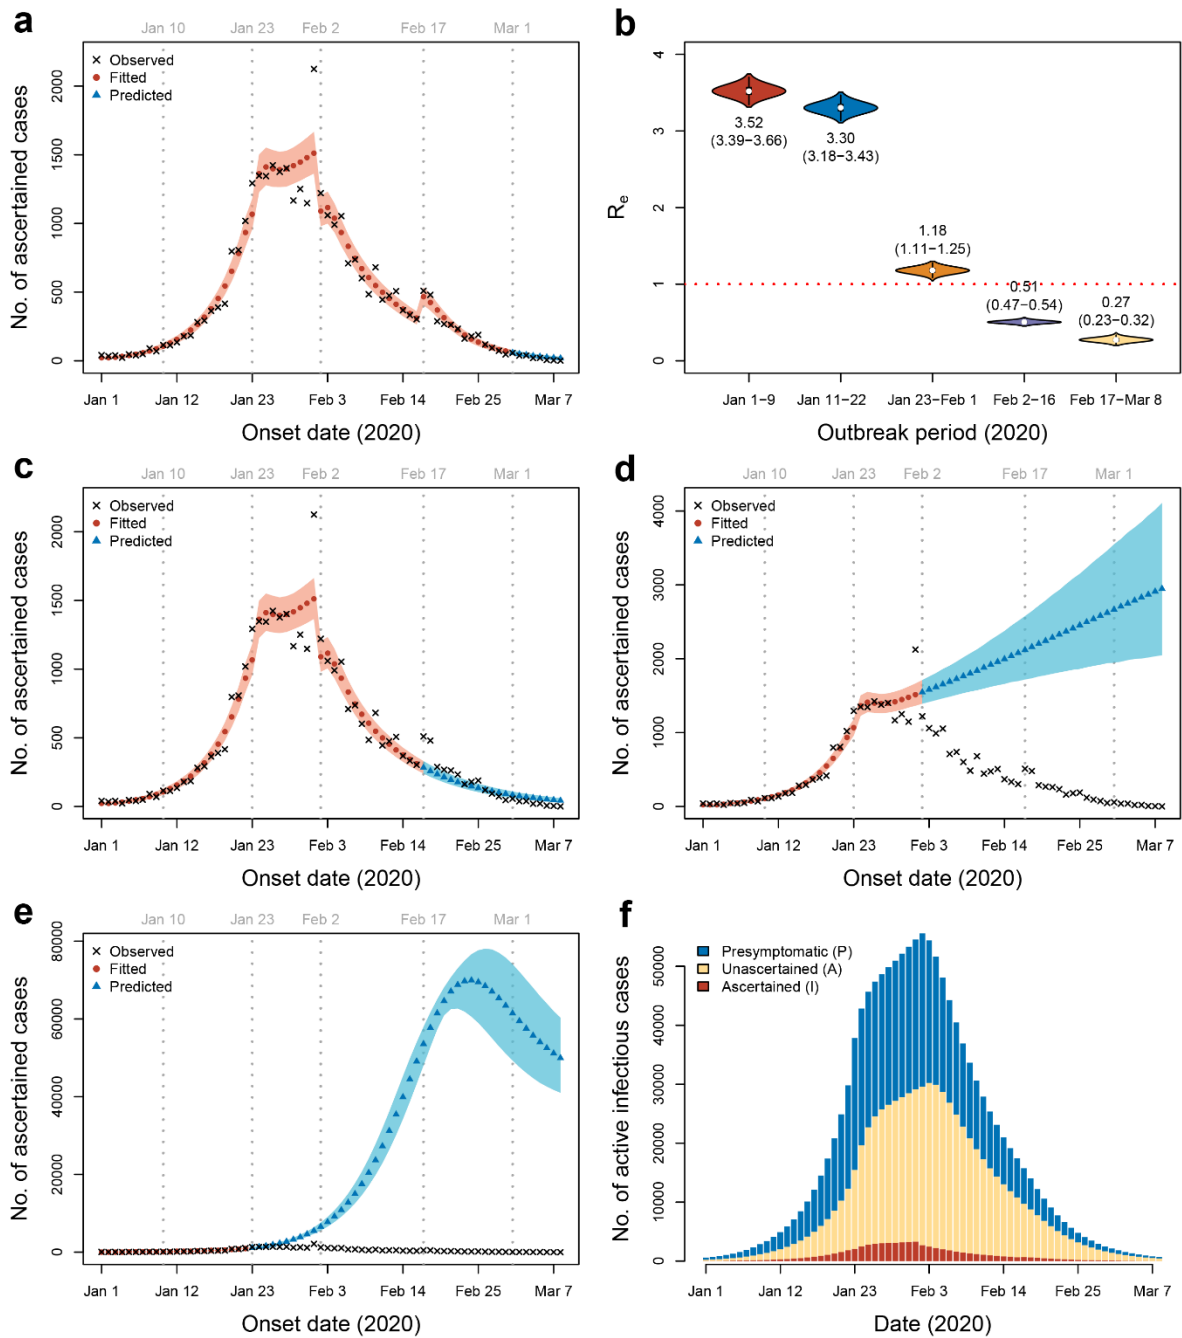 a
Jan 10 Jan 23 Feb 2 Feb 17 Mar 1
Observed
Fitted
Predicted
No. of ascertained cases
0 500 1000 1500 2000
Jan 1 Jan 12 Jan 23 Feb 3 Feb 14 Feb 25 Mar 7
Onset date (2020)
b
Re
0 1 2 3 4
3.52
(3.39−3.66)
3.30
(3.18−3.43)
1.18
(1.11−1.25)
0.51
(0.47−0.54)
0.27
(0.23−0.32)
Jan 1−9 Jan 11−22 Jan 23−Feb 1 Feb 2−16 Feb 17−Mar 8
Outbreak period (2020)
c
Jan 10 Jan 23 Feb 2 Feb 17 Mar 1
Observed
Fitted
Predicted
No. of ascertained cases
0 500 1000 1500 2000
Jan 1 Jan 12 Jan 23 Feb 3 Feb 14 Feb 25 Mar 7
Onset date (2020)
d
Jan 10 Jan 23 Feb 2 Feb 17 Mar 1
Observed
Fitted
Predicted
No. of ascertained cases
0 1000 2000 3000 4000
Jan 1 Jan 12 Jan 23 Feb 3 Feb 14 Feb 25 Mar 7
Onset date (2020)
e
Jan 10 Jan 23 Feb 2 Feb 17 Mar 1
Observed
Fitted
Predicted
No. of ascertained cases
0 20000 40000 60000 80000
Jan 1 Jan 12 Jan 23 Feb 3 Feb 14 Feb 25 Mar 7
Onset date (2020)
f
Presymptomatic (P)
Unascertained (A)
Ascertained (I)
No. of active infectious cases
0 10000 20000 30000 40000 50000
Jan 1 Jan 12 Jan 23 Feb 3 Feb 14 Feb 25 Mar 7
Date (2020)